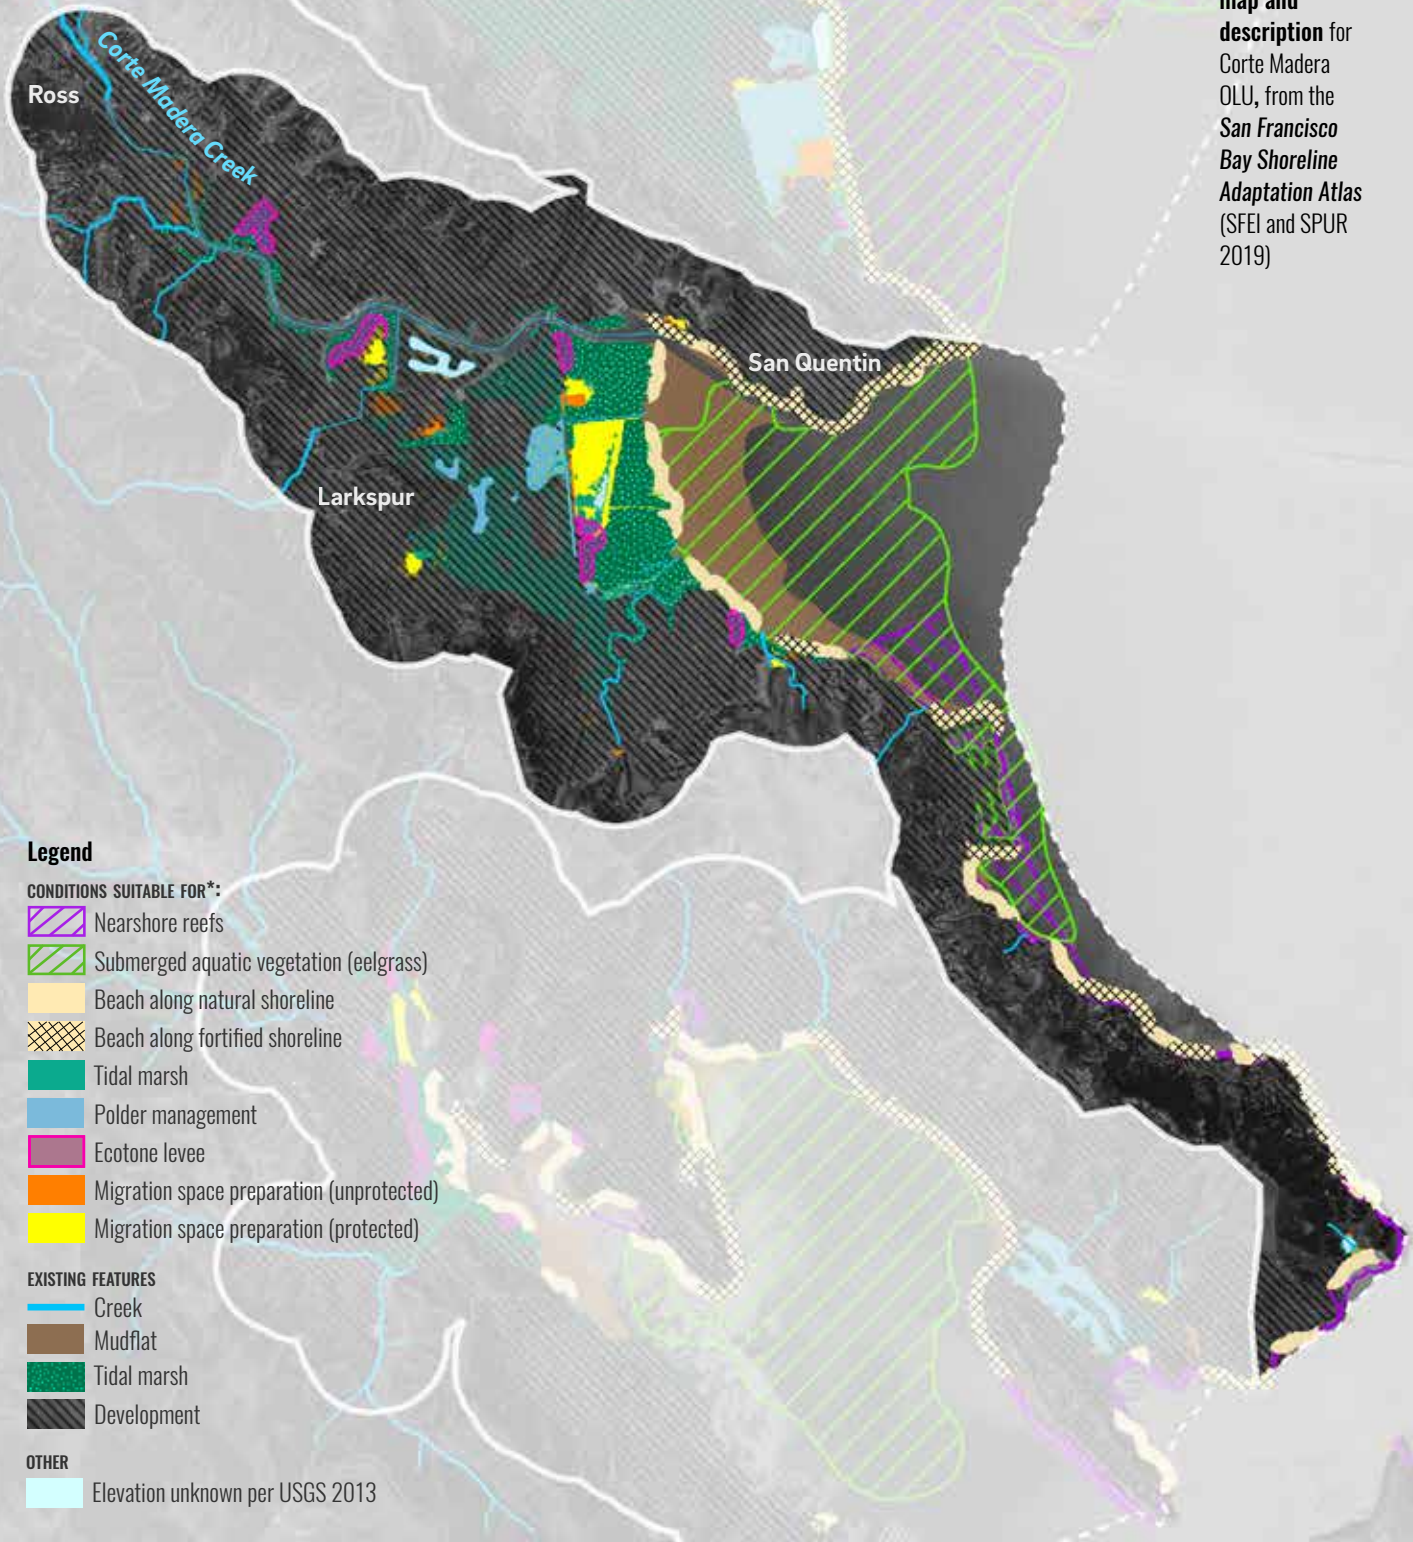 map and
description for
Corte Madera
OLU, from the
San Francisco
Bay Shoreline
Adaptation Atlas
(SFEI and SPUR
2019)
Corte Madera Creek
Ross
San Quentin
Larkspur
Legend
CONDITIONS SUITABLE FOR*:
Nearshore reefs
Submerged aquatic vegetation (eelgrass)
Beach along natural shoreline
Beach along fortified shoreline
Tidal marsh
Polder management
Ecotone levee
Migration space preparation (unprotected)
Migration space preparation (protected)
EXISTING FEATURES
Creek
Mudflat
Tidal marsh
Development
OTHER
Elevation unknown per USGS 2013